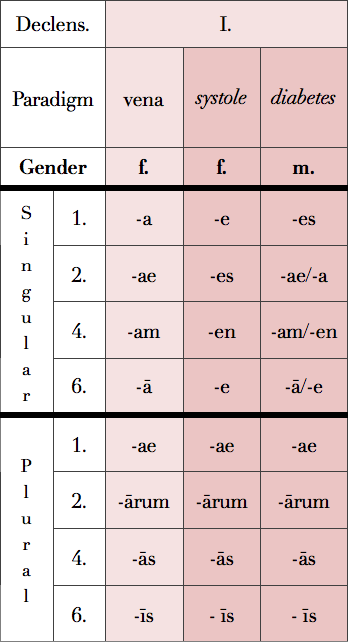 Declens. I.
Paradigm vena systole diabetes
Gender f. f. m.
Singular
1. -a -e -es
2. -ae -es -ae/-a
4. -am -en -am/-en
6. -ā -e -ā/-e
Plural
1. -ae -ae -ae
2. -ārum -ārum -ārum
4. -ās -ās -ās
6. -īs - īs - īs